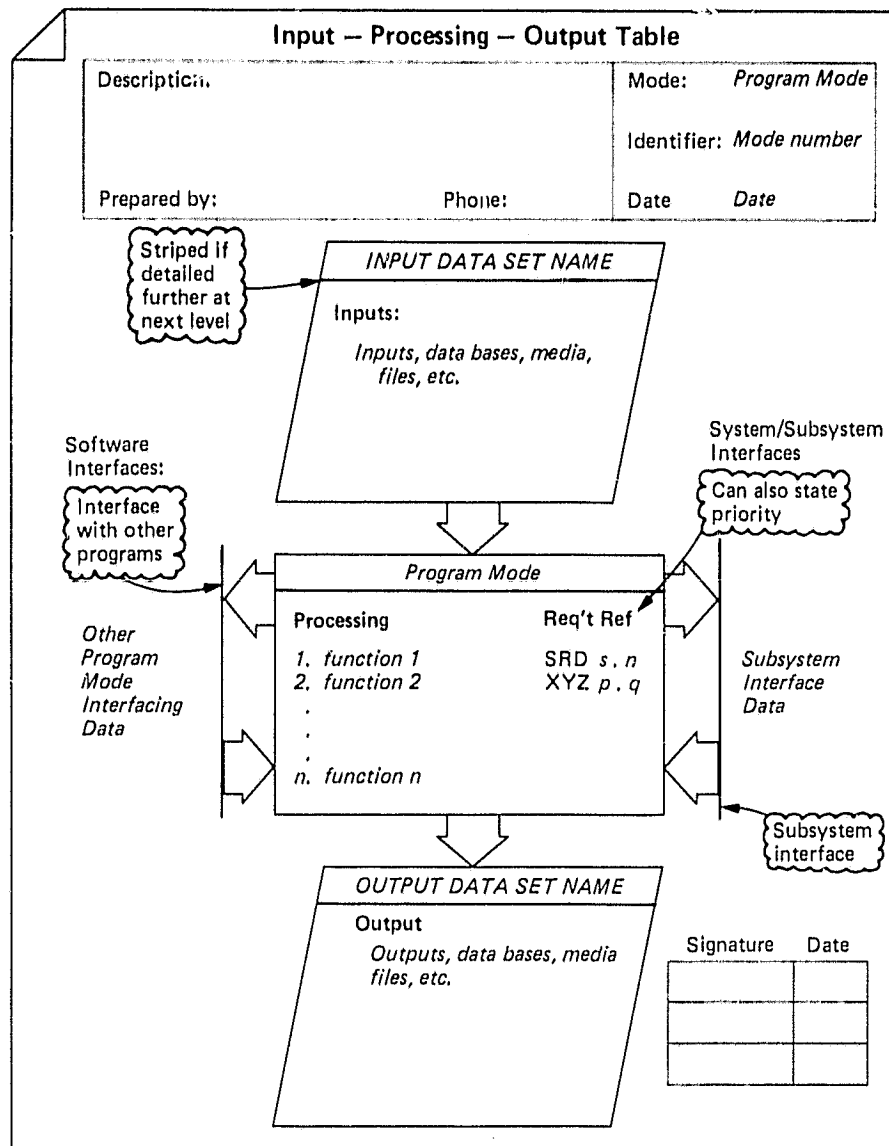 Input – Processing – Output Table
Description:
Mode: Program Mode
Identifier: Mode number
Prepared by: Phone:
Date Date
Striped if
detailed
further at
next level
INPUT DATA SET NAME
Inputs:
Inputs, data bases, media,
files, etc.
Software
Interfaces:
System/Subsystem
Interfaces
Interface
with other
programs
Can also state
priority
Program Mode
Processing Req't Ref
1. function 1 SRD s. n
2. function 2 XYZ p. q
.
.
.
n. function n
Other
Program
Mode
Interfacing
Data
Subsystem
Interface
Data
Subsystem
interface
OUTPUT DATA SET NAME
Output
Outputs, data bases, media
files, etc.
Signature Date